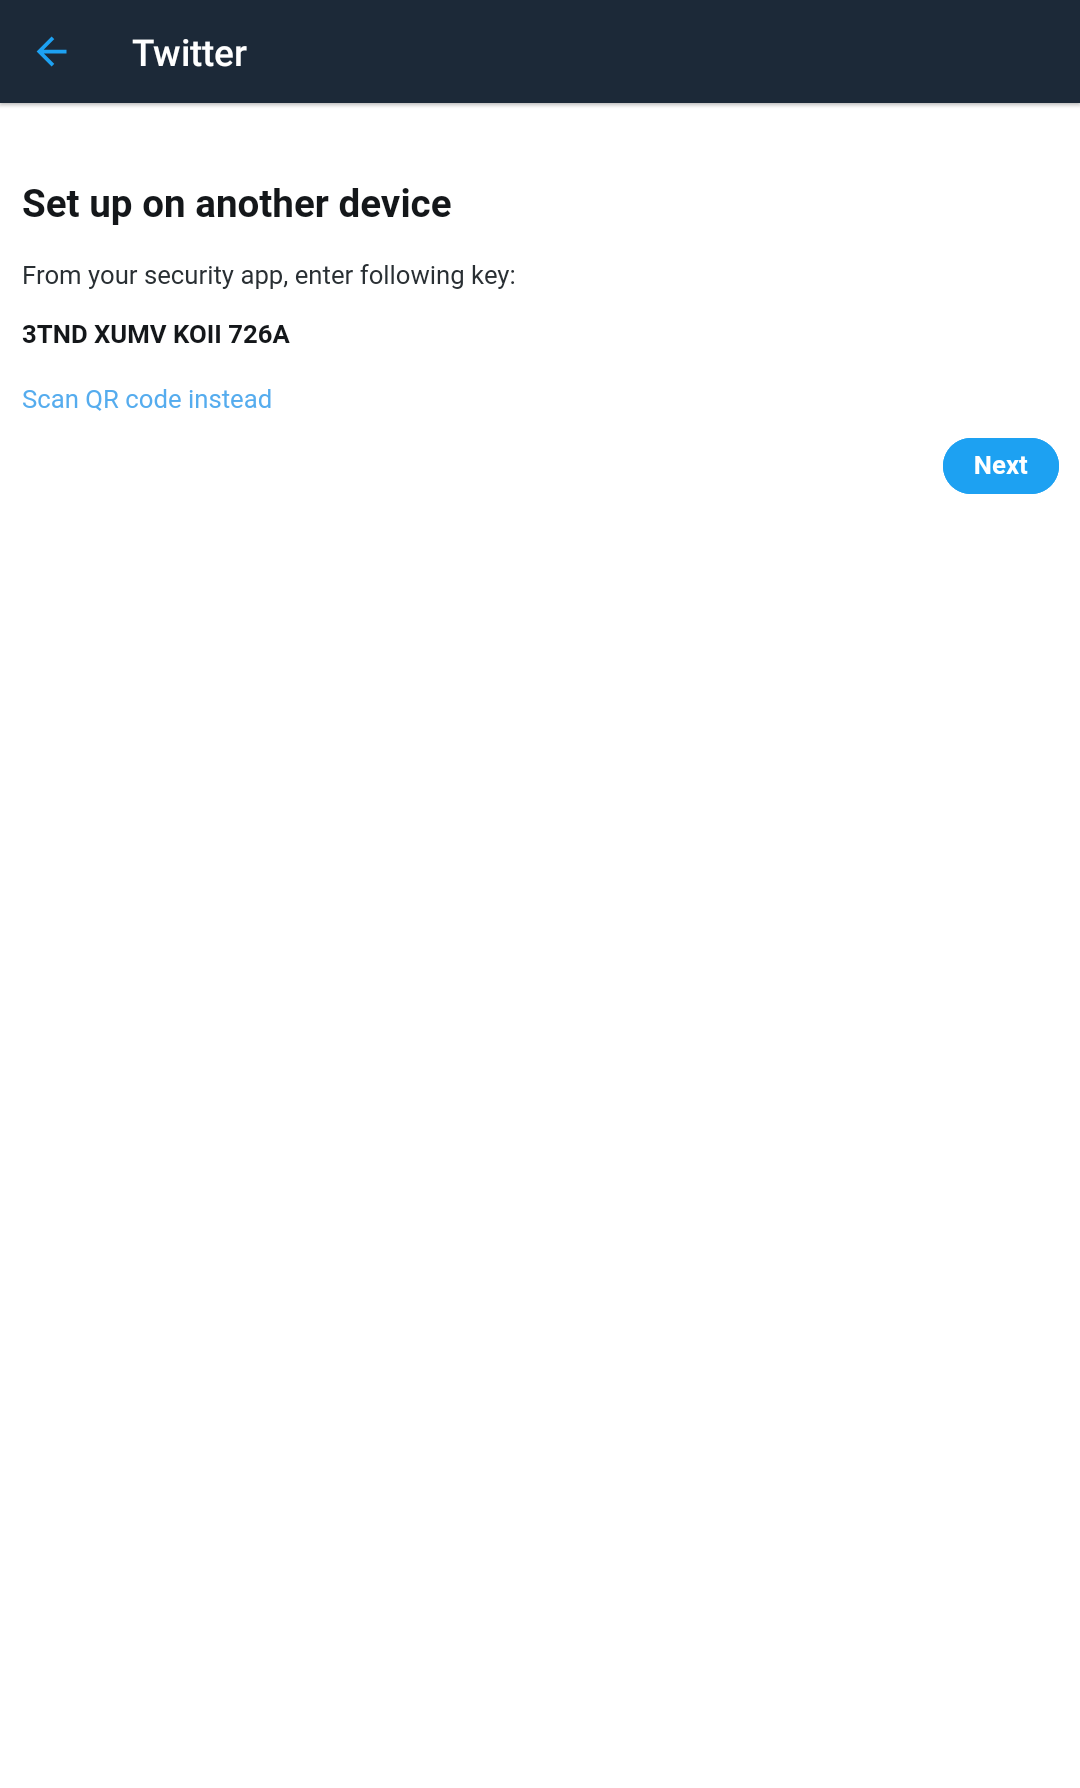 Twitter
Set up on another device
From your security app, enter following key:
3TND XUMV KOII 726A
Scan QR code instead
Next